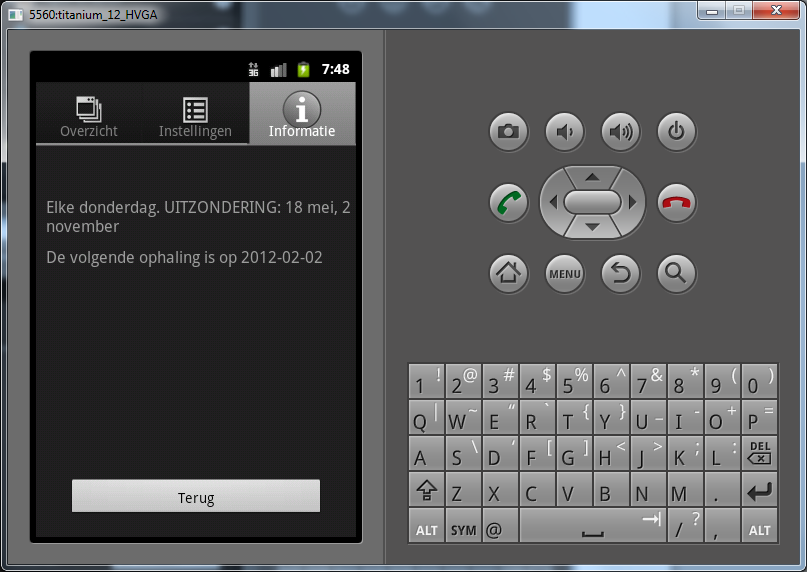 5560:titanium_12_HVGA
3G 7:48
Overzicht Instellingen Informatie
Elke donderdag. UITZONDERING: 18 mei, 2
november
De volgende ophaling is op 2012-02-02
Terug
MENU
1 ! 2 @ 3 # 4 $ 5 % 6 ^ 7 & 8 * 9 ( 0 )
Q | W ~ E “ R ` T { Y } U _ I - O + P =
A S \ D ‘ F [ G ] H < J > K ; L : DEL
Z X C V B N M .
ALT SYM @ / ? , ALT